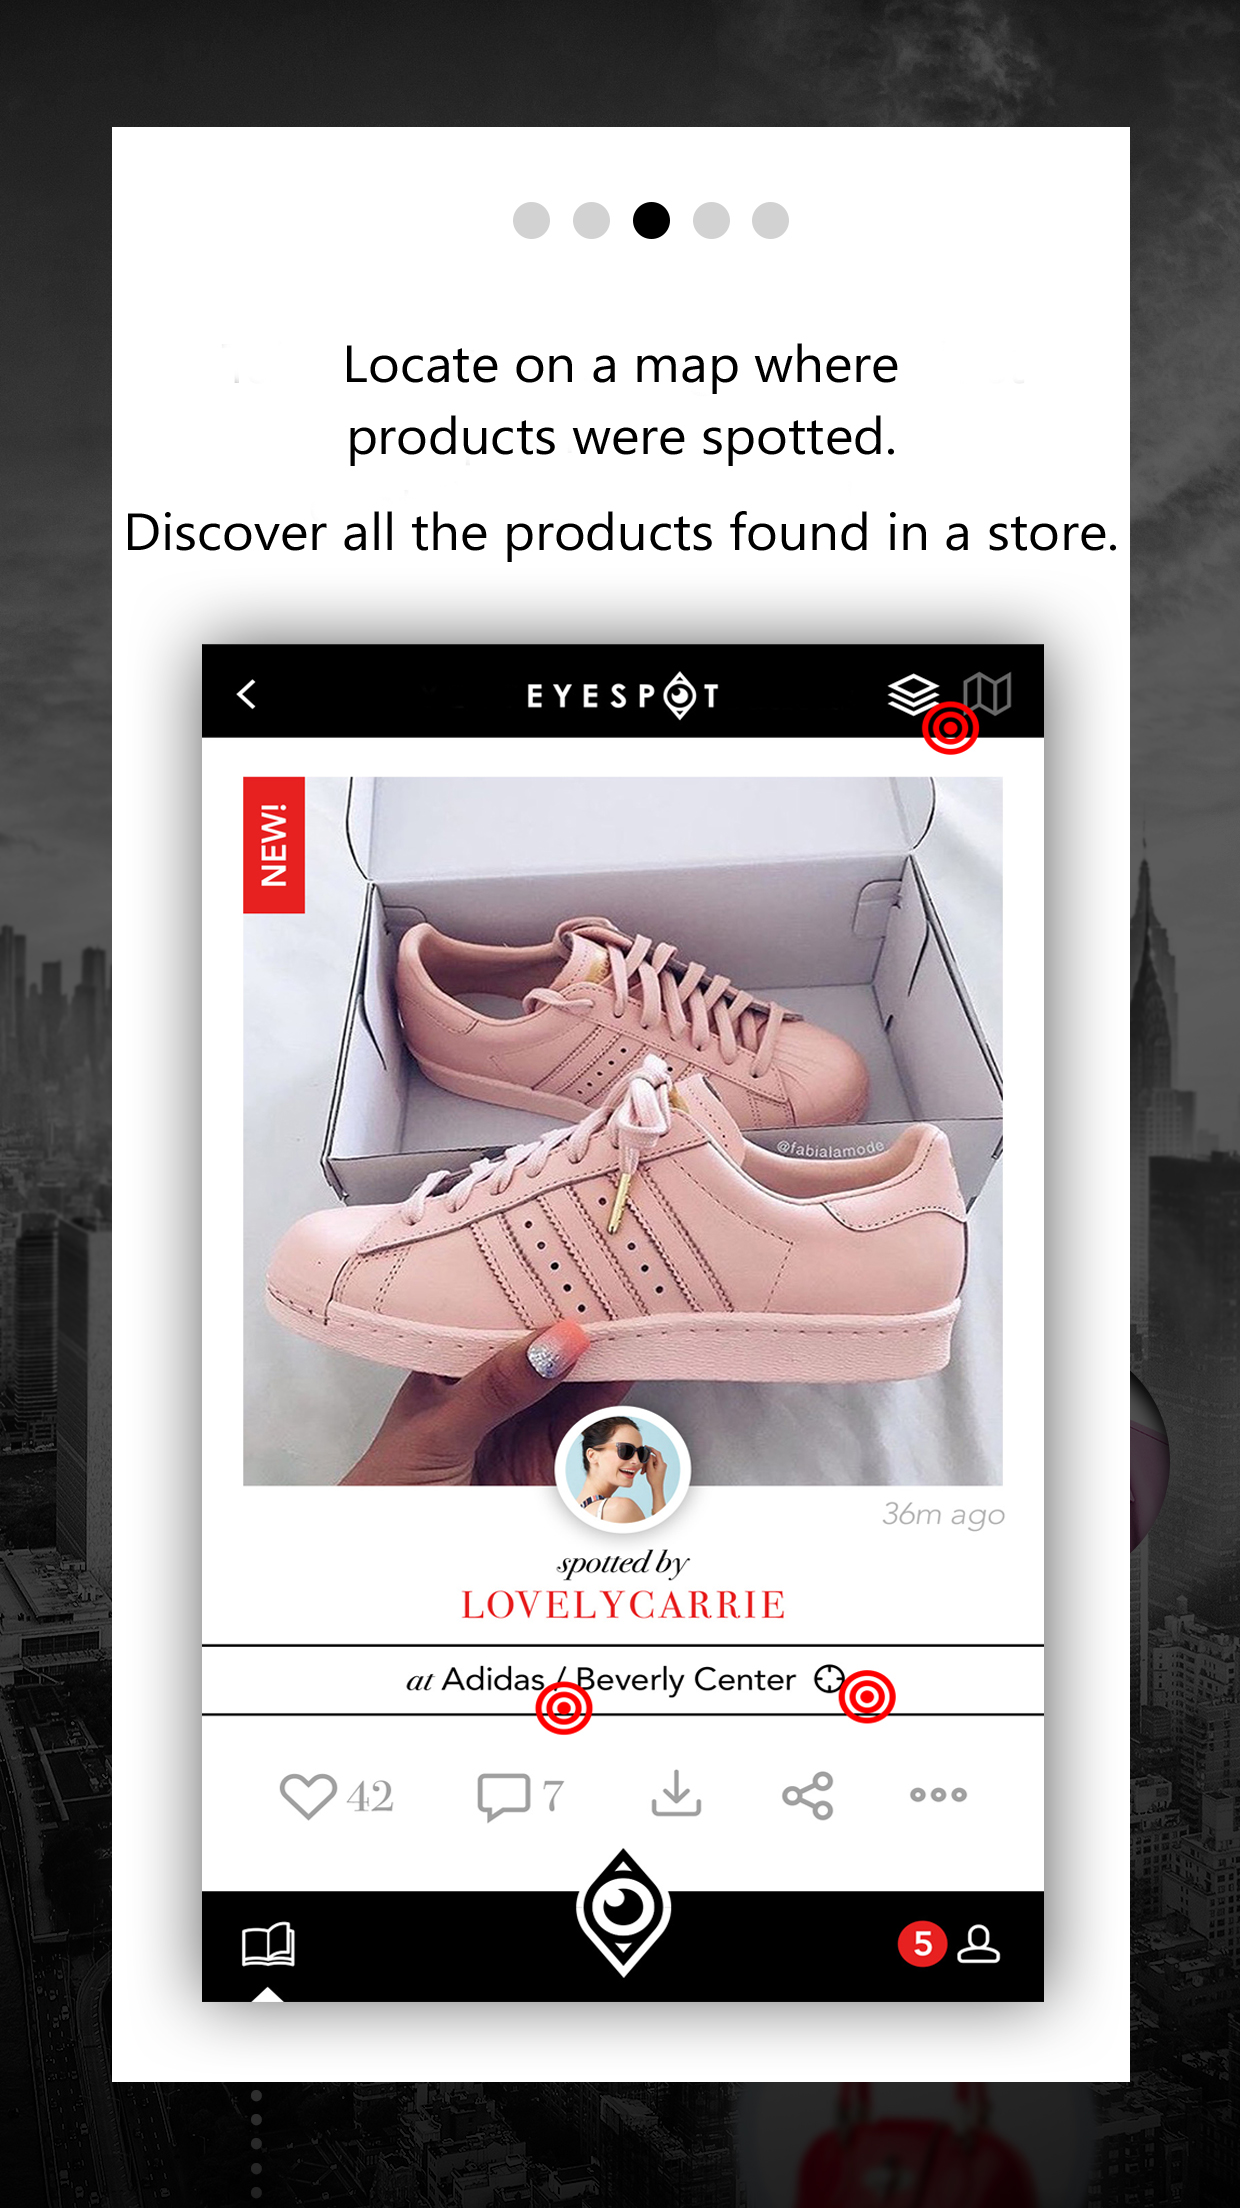 Locate on a map where
products were spotted.
Discover all the products found in a store.
EYESPOT
NEW!
@fabialamode
36m ago
spotted by
LOVELYCARRIE
at Adidas / Beverly Center
42
7
5